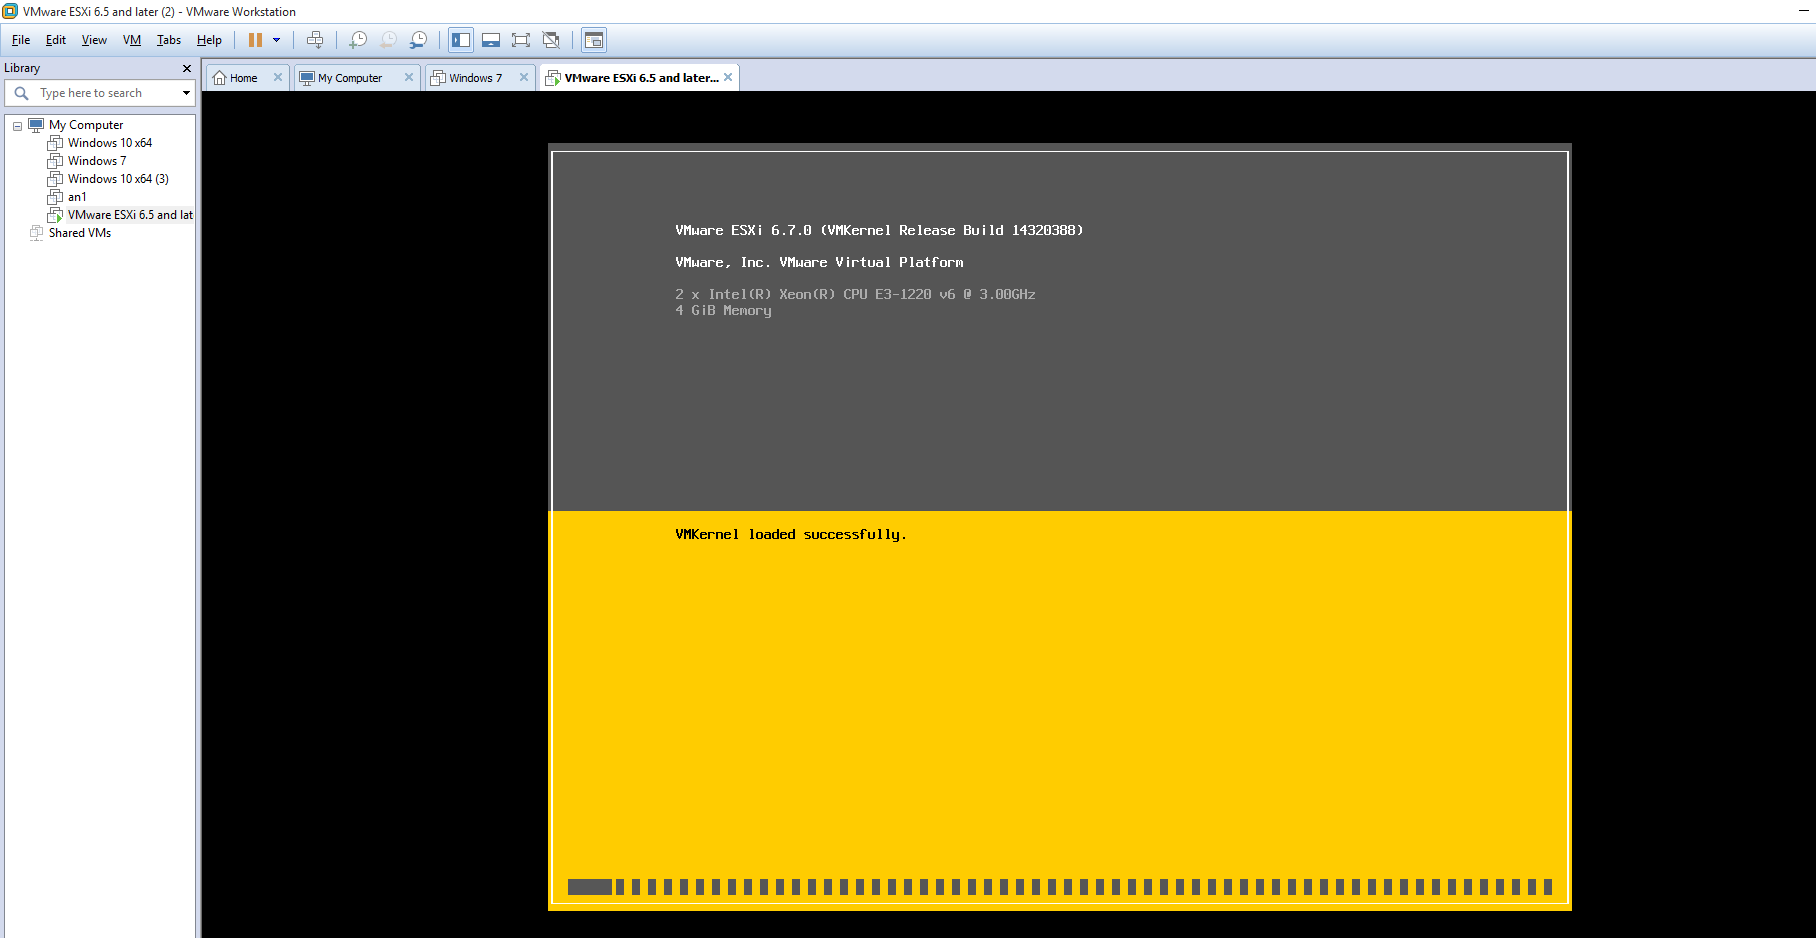 VMware ESXi 6.5 and later (2) - VMware Workstation
File Edit View VM Tabs Help
Library
Type here to search
My Computer
Windows 10 x64
Windows 7
Windows 10 x64 (3)
an1
VMware ESXi 6.5 and lat
Shared VMs
Home My Computer Windows 7 VMware ESXi 6.5 and later...
VMware ESXi 6.7.0 (VMKernel Release Build 14320388)
VMware, Inc. VMware Virtual Platform
2 x Intel(R) Xeon(R) CPU E3-1220 v6 @ 3.00GHz
4 GiB Memory
VMKernel loaded successfully.